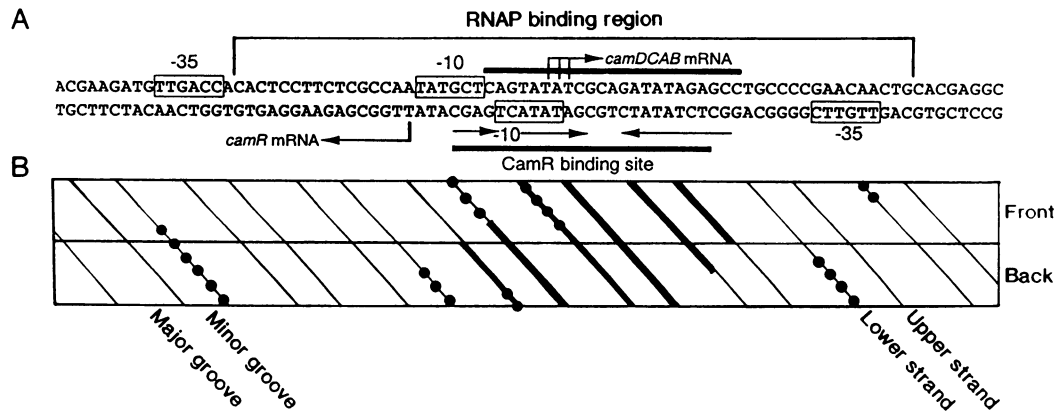 A
RNAP binding region
-35
-10
camDCAB mRNA
ACGAAGATGTTGACCACACTCCTTCTCGCCAATATGCTCAGTATATCGCAGATATAGAGCCTGCCCCGAACAACTGCACGAGGC
TGCTTCTACAACTGGTGTGAGGAAGAGCGGTTATACGAGTCATATAGCGTCTATATCTCGGACGGGGCTTGTTGACGTGCTCCG
camR mRNA
-10
-35
CamR binding site
B
Front
Back
Major groove
Minor groove
Lower strand
Upper strand